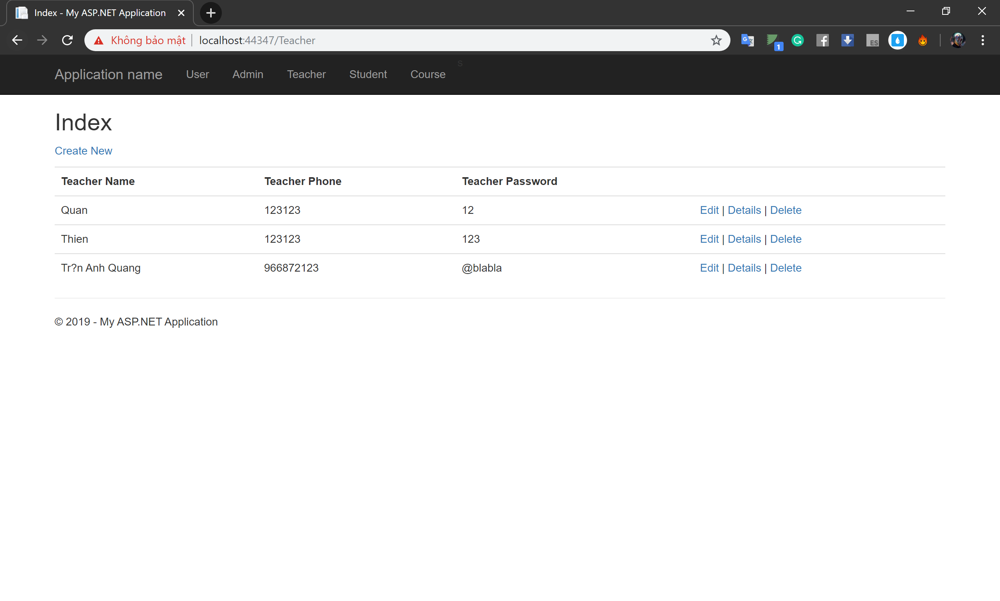 Index - My ASP.NET Application
Không bảo mật localhost:44347/Teacher
1
ES
Application name User Admin Teacher Student Course s
Index
Create New
Teacher Name Teacher Phone Teacher Password
Quan 123123 12 Edit | Details | Delete
Thien 123123 123 Edit | Details | Delete
Tr?n Anh Quang 966872123 @blabla Edit | Details | Delete
© 2019 - My ASP.NET Application